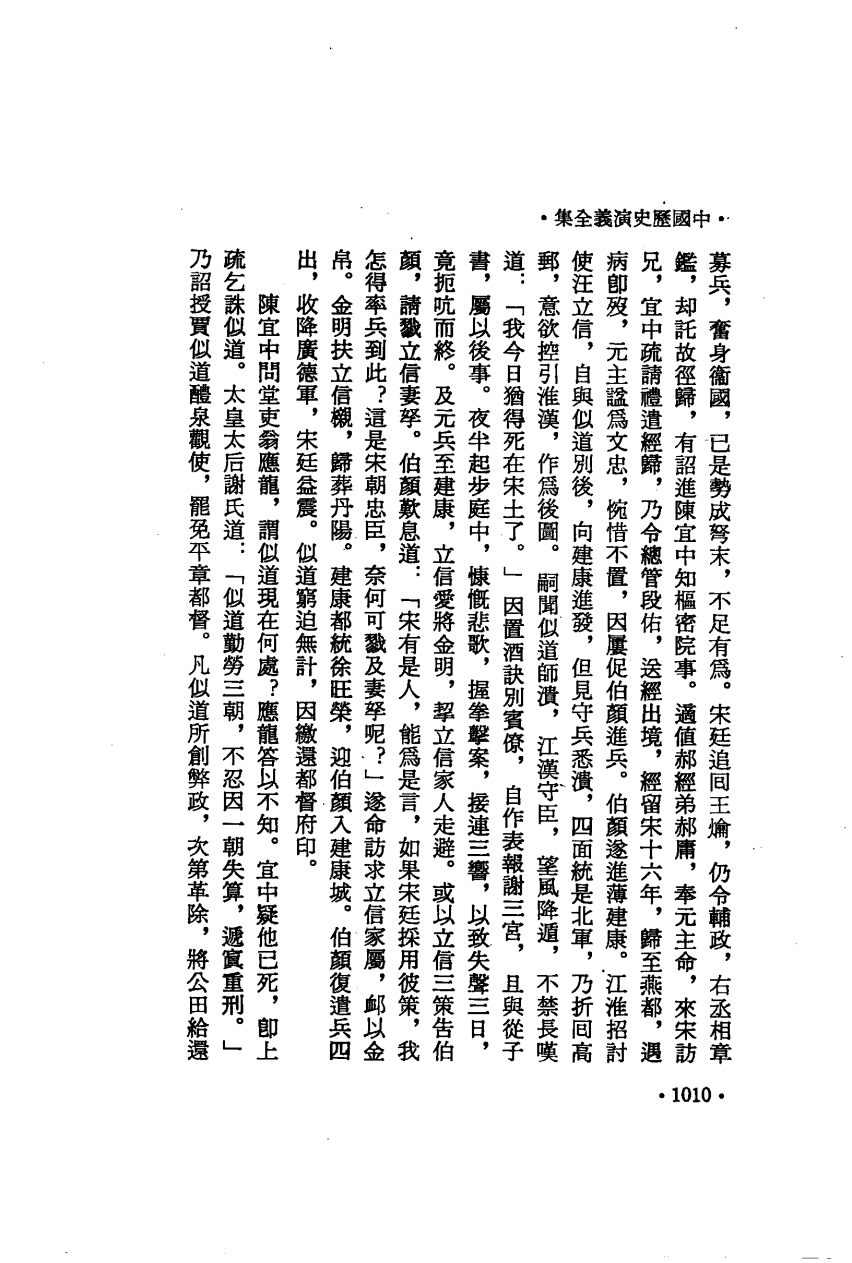 ·中國歷史演義全集·
募兵，奮身衞國，已是勢成弩末，不足有爲。宋廷追回王爚，仍令輔政，右丞相章
鑑，却託故徑歸，有詔進陳宜中知樞密院事。適值郝經弟郝庸，奉元主命，來宋訪
兄，宜中疏請禮遣經歸，乃令總管段佑，送經出境，經留宋十六年，歸至燕都，遇
病卽歿，元主諡爲文忠，惋惜不置，因屢促伯顏進兵。伯顏遂進薄建康。江淮招討
使汪立信，自與似道別後，向建康進發，但見守兵悉潰，四面統是北軍，乃折回高
郵，意欲控引淮漢，作爲後圖。嗣聞似道師潰，江漢守臣，望風降遁，不禁長嘆
道：「我今日猶得死在宋土了。」因置酒訣別賓僚，自作表報謝三宮，且與從子
書，屬以後事。夜半起步庭中，慷慨悲歌，握拳擊案，接連三響，以致失聲三日，
竟扼吭而終。及元兵至建康，立信愛將金明，挈立信家人走避。或以立信三策告伯
顏，請戮立信妻孥。伯顏歎息道：「宋有是人，能爲是言，如果宋廷採用彼策，我
怎得率兵到此？這是宋朝忠臣，奈何可戮及妻孥呢？」遂命訪求立信家屬，卹以金
帛。金明扶立信櫬，歸葬丹陽。建康都統徐旺榮，迎伯顏入建康城。伯顏復遣兵四
出，收降廣德軍，宋廷益震。似道窮迫無計，因繳還都督府印。
陳宜中問堂吏翁應龍，謂似道現在何處？應龍答以不知。宜中疑他已死，卽上
疏乞誅似道。太皇太后謝氏道：「似道勤勞三朝，不忍因一朝失算，遞寘重刑。」
乃詔授賈似道醴泉觀使，罷免平章都督。凡似道所創弊政，次第革除，將公田給還
·1010·